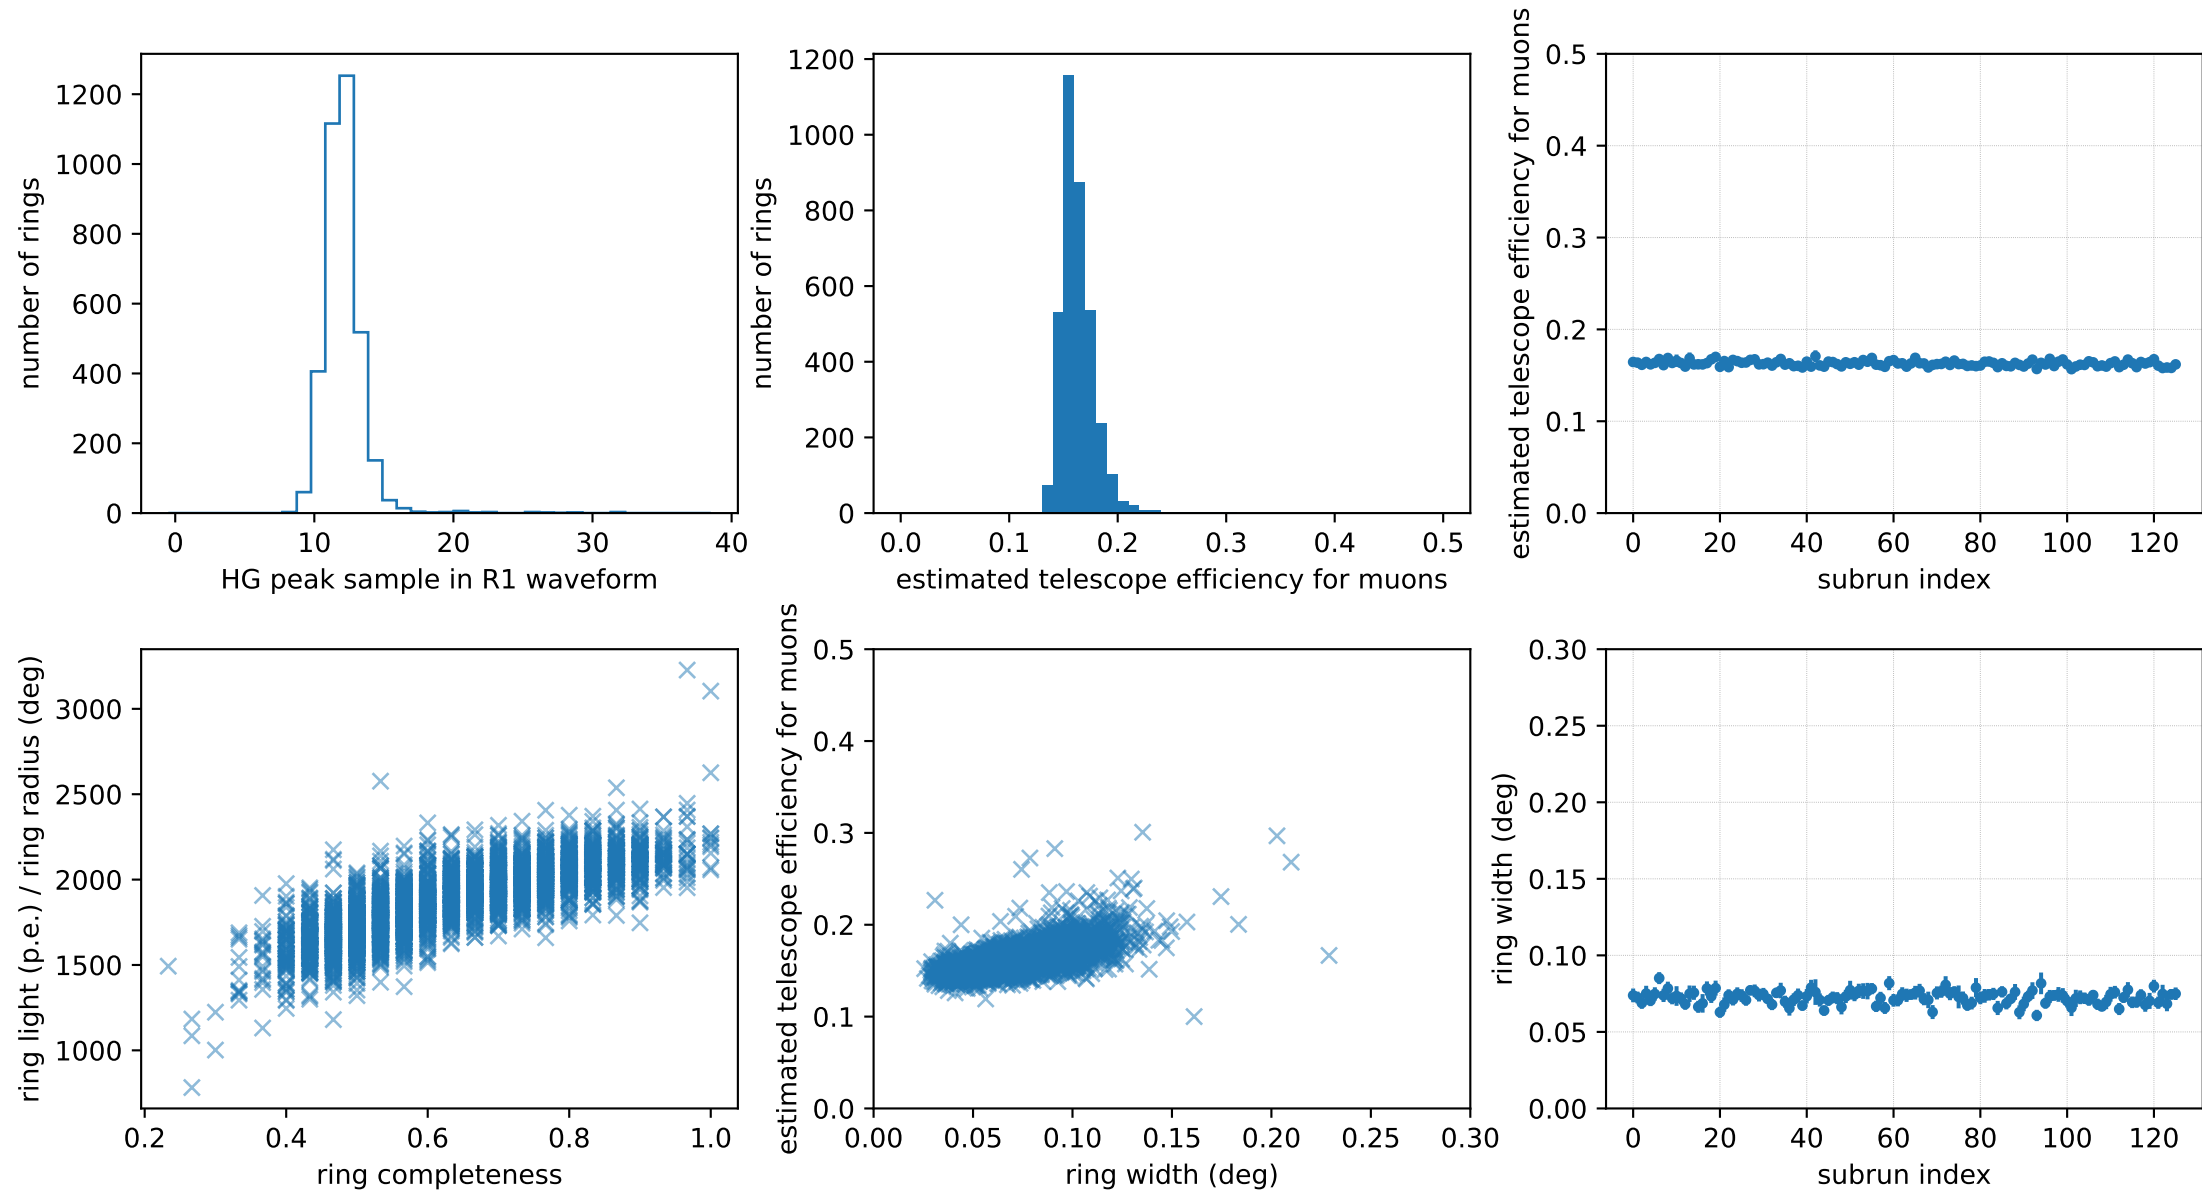 number of rings
1200
1000
800
600
400
200
0
0 10 20 30 40
HG peak sample in R1 waveform
number of rings
1200
1000
800
600
400
200
0
0.0 0.1 0.2 0.3 0.4 0.5
estimated telescope efficiency for muons
estimated telescope efficiency for muons
0.5
0.4
0.3
0.2
0.1
0.0
0 20 40 60 80 100 120
subrun index
ring light (p.e.) / ring radius (deg)
3000
2500
2000
1500
1000
0.2 0.4 0.6 0.8 1.0
ring completeness
estimated telescope efficiency for muons
0.5
0.4
0.3
0.2
0.1
0.0
0.00 0.05 0.10 0.15 0.20 0.25 0.30
ring width (deg)
ring width (deg)
0.30
0.25
0.20
0.15
0.10
0.05
0.00
0 20 40 60 80 100 120
subrun index